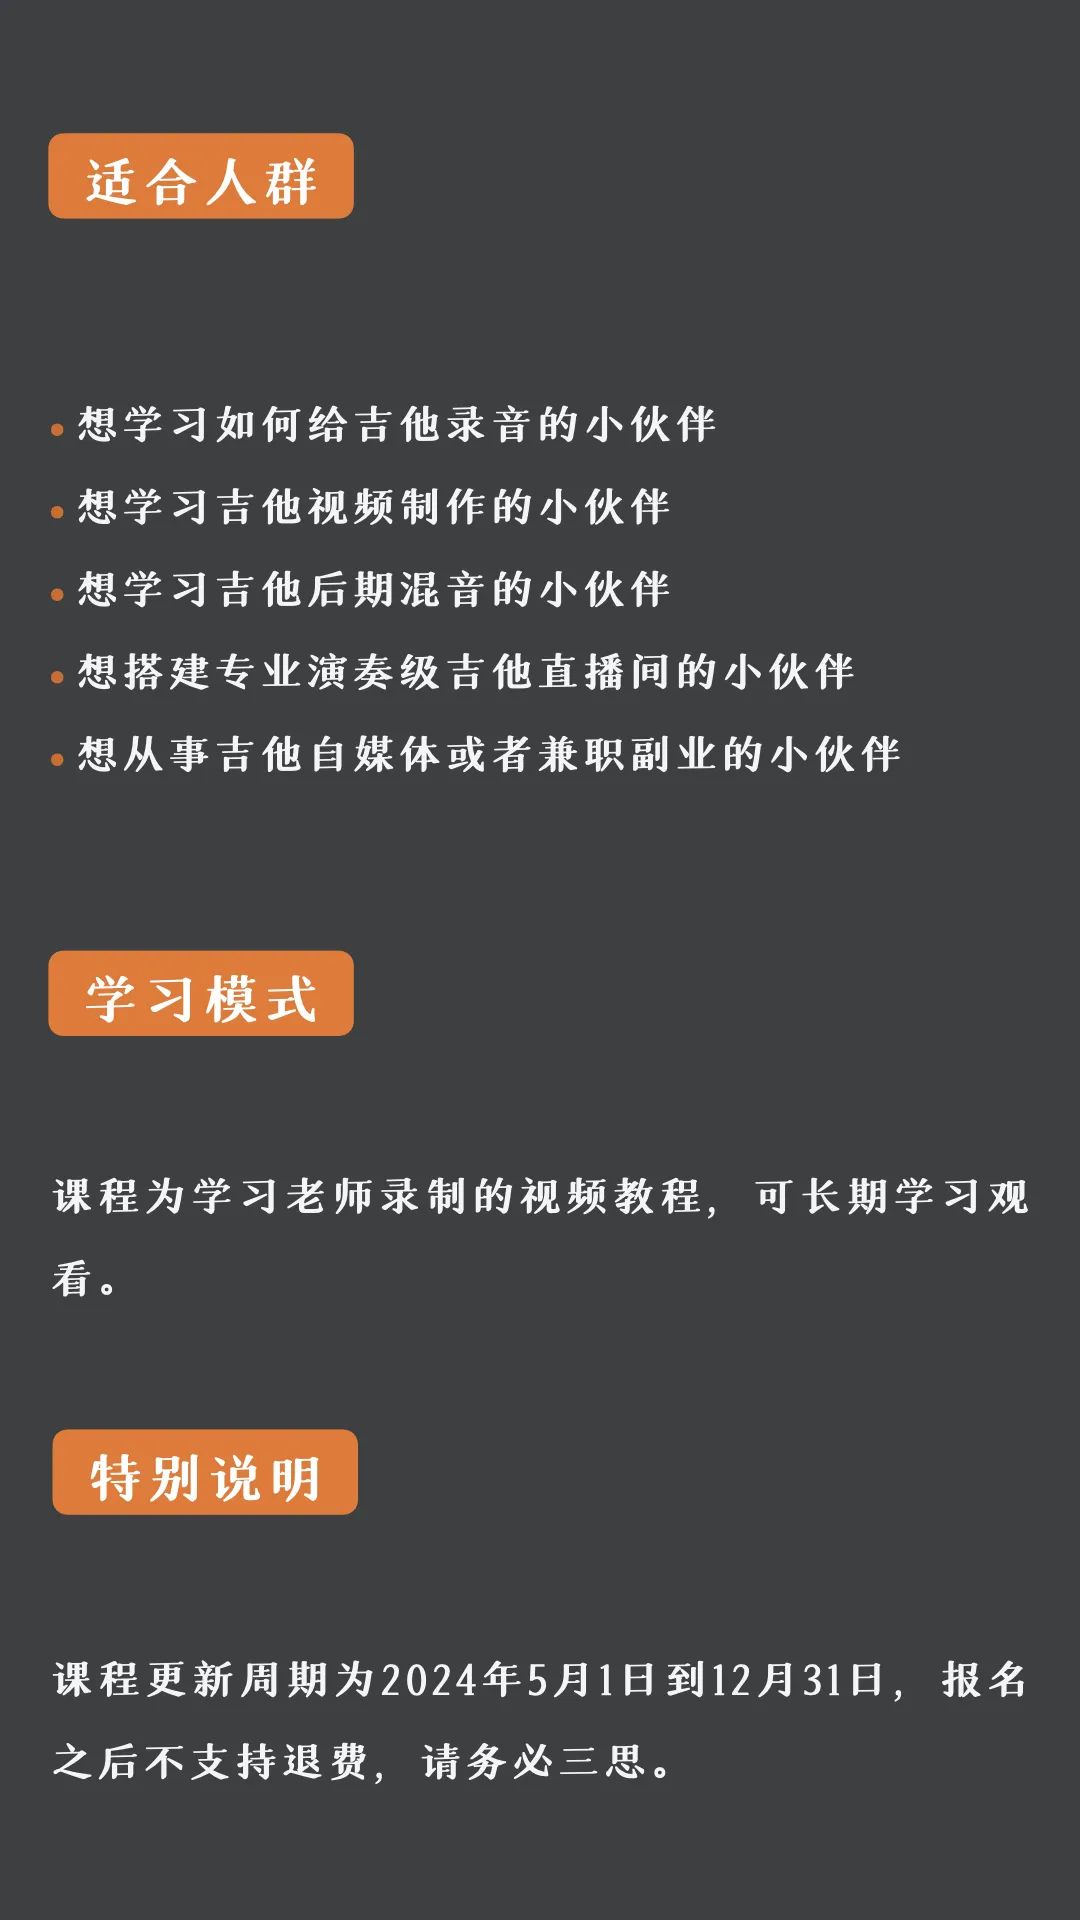 适合人群
想学习如何给吉他录音的小伙伴
想学习吉他视频制作的小伙伴
想学习吉他后期混音的小伙伴
想搭建专业演奏级吉他直播间的小伙伴
想从事吉他自媒体或者兼职副业的小伙伴
学习模式
课程为学习老师录制的视频教程，可长期学习观
看。
特别说明
课程更新周期为2024年5月1日到12月31日，报名
之后不支持退费，请务必三思。